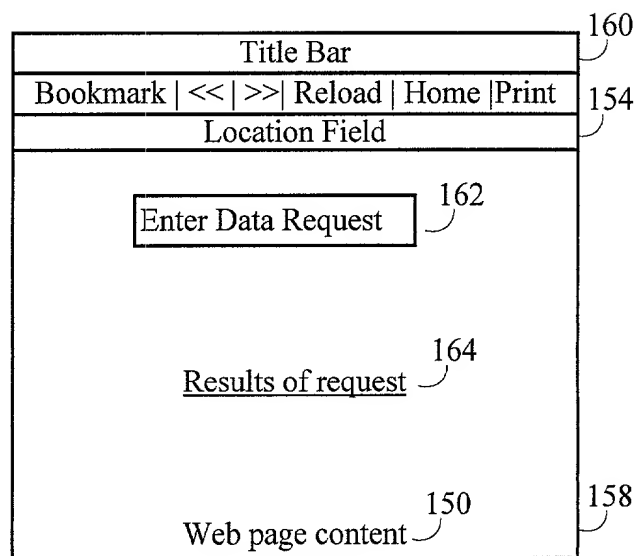 160
Title Bar
Bookmark | << | >>| Reload | Home |Print
154
Location Field
162
Enter Data Request
164
Results of request
150
158
Web page content